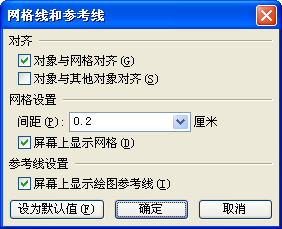 网格线和参考线
对齐
对象与网格对齐(G)
对象与其他对象对齐(S)
网格设置
间距(P): 0.2 厘米
屏幕上显示网格(D)
参考线设置
屏幕上显示绘图参考线(I)
设为默认值(F) 确定 取消